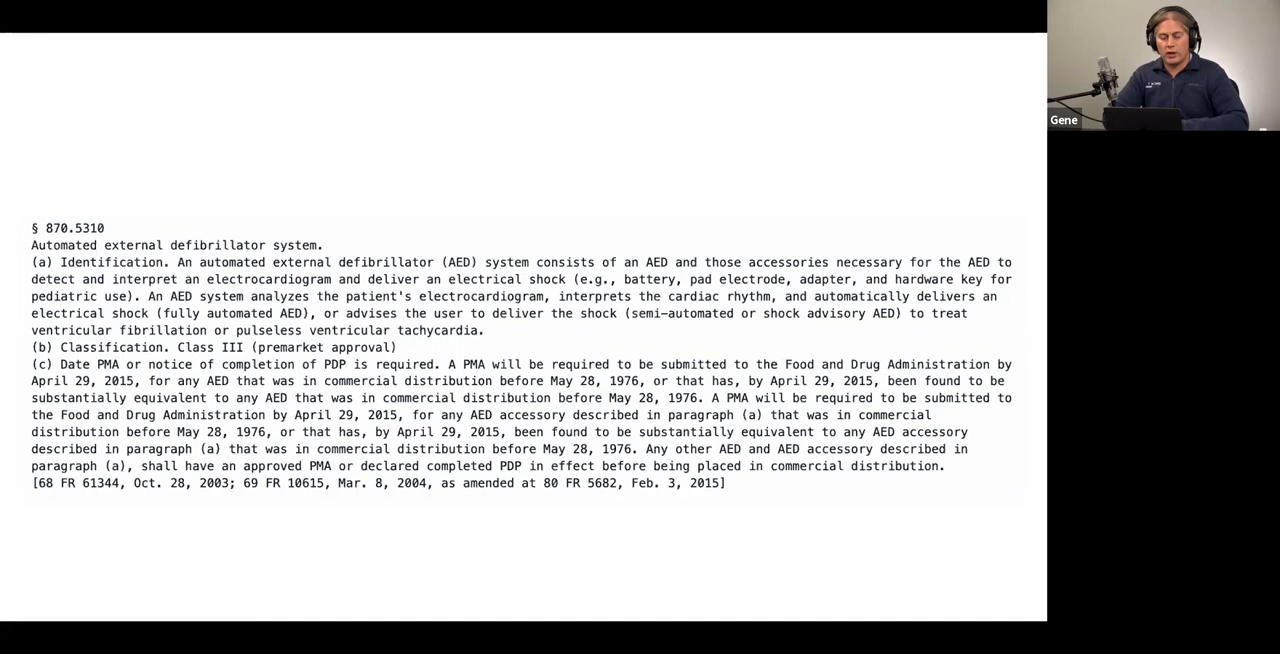 § 870.5310
Automated external defibrillator system.
(a) Identification. An automated external defibrillator (AED) system consists of an AED and those accessories necessary for the AED to
detect and interpret an electrocardiogram and deliver an electrical shock (e.g., battery, pad electrode, adapter, and hardware key for
pediatric use). An AED system analyzes the patient's electrocardiogram, interprets the cardiac rhythm, and automatically delivers an
electrical shock (fully automated AED), or advises the user to deliver the shock (semi-automated or shock advisory AED) to treat
ventricular fibrillation or pulseless ventricular tachycardia.
(b) Classification. Class III (premarket approval)
(c) Date PMA or notice of completion of PDP is required. A PMA will be required to be submitted to the Food and Drug Administration by
April 29, 2015, for any AED that was in commercial distribution before May 28, 1976, or that has, by April 29, 2015, been found to be
substantially equivalent to any AED that was in commercial distribution before May 28, 1976. A PMA will be required to be submitted to
the Food and Drug Administration by April 29, 2015, for any AED accessory described in paragraph (a) that was in commercial
distribution before May 28, 1976, or that has, by April 29, 2015, been found to be substantially equivalent to any AED accessory
described in paragraph (a) that was in commercial distribution before May 28, 1976. Any other AED and AED accessory described in
paragraph (a), shall have an approved PMA or declared completed PDP in effect before being placed in commercial distribution.
[68 FR 61344, Oct. 28, 2003; 69 FR 10615, Mar. 8, 2004, as amended at 80 FR 5682, Feb. 3, 2015]
Gene